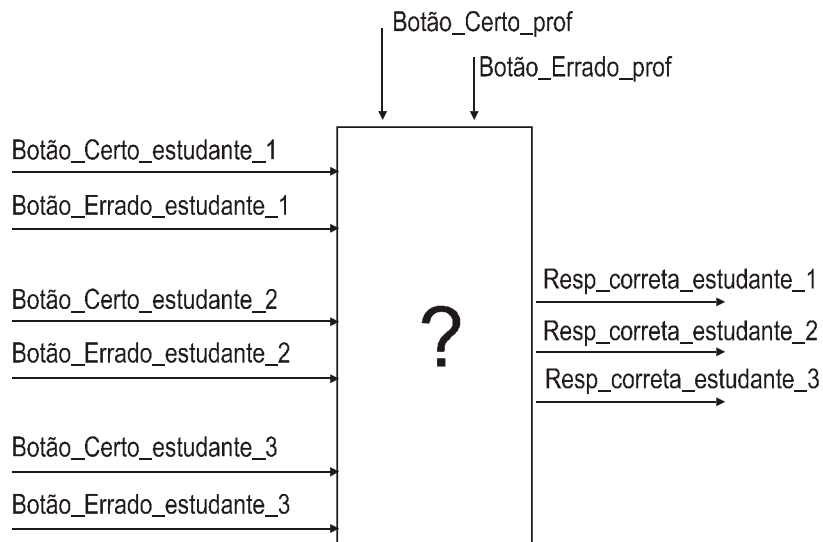 Botão_Certo_prof
Botão_Errado_prof
Botão_Certo_estudante_1
Botão_Errado_estudante_1
Botão_Certo_estudante_2
Botão_Errado_estudante_2
Botão_Certo_estudante_3
Botão_Errado_estudante_3
?
Resp_correta_estudante_1
Resp_correta_estudante_2
Resp_correta_estudante_3